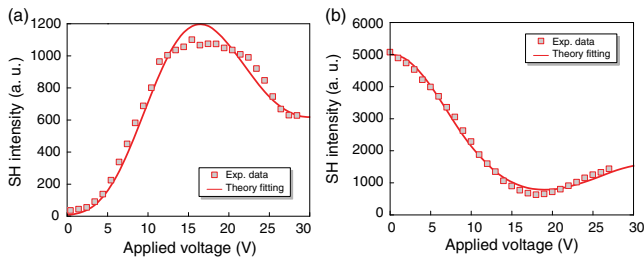 (a)
1200
1000
800
600
400
200
0
SH intensity (a. u.)
Exp. data
Theory fitting
0 5 10 15 20 25 30
Applied voltage (V)
(b)
6000
5000
4000
3000
2000
1000
0
SH intensity (a. u.)
Exp. data
Theory fitting
0 5 10 15 20 25 30
Applied voltage (V)